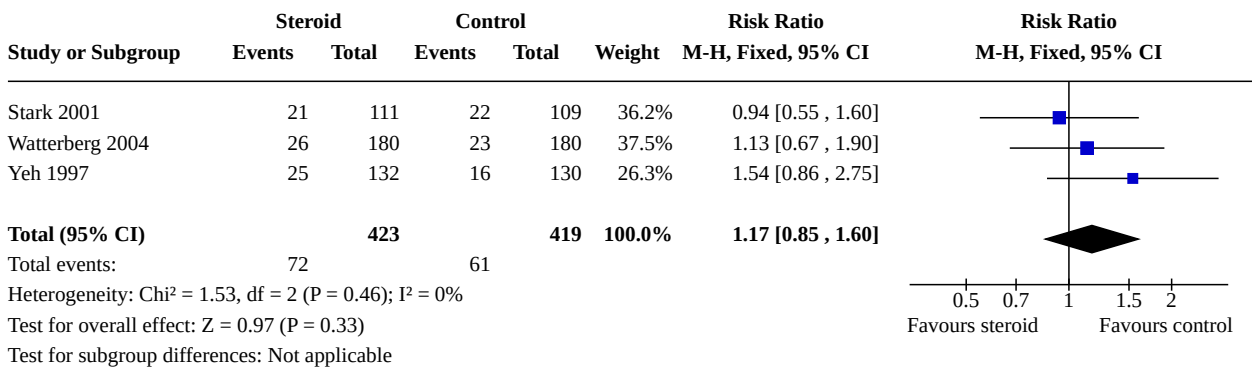 Steroid Control Risk Ratio Risk Ratio
Study or Subgroup Events Total Events Total Weight M-H, Fixed, 95% CI M-H, Fixed, 95% CI
Stark 2001 21 111 22 109 36.2% 0.94 [0.55 , 1.60]
Watterberg 2004 26 180 23 180 37.5% 1.13 [0.67 , 1.90]
Yeh 1997 25 132 16 130 26.3% 1.54 [0.86 , 2.75]
Total (95% CI) 423 419 100.0% 1.17 [0.85 , 1.60]
Total events: 72 61
Heterogeneity: Chi² = 1.53, df = 2 (P = 0.46); I² = 0%
0.5 0.7 1 1.5 2
Test for overall effect: Z = 0.97 (P = 0.33)
Favours steroid Favours control
Test for subgroup differences: Not applicable